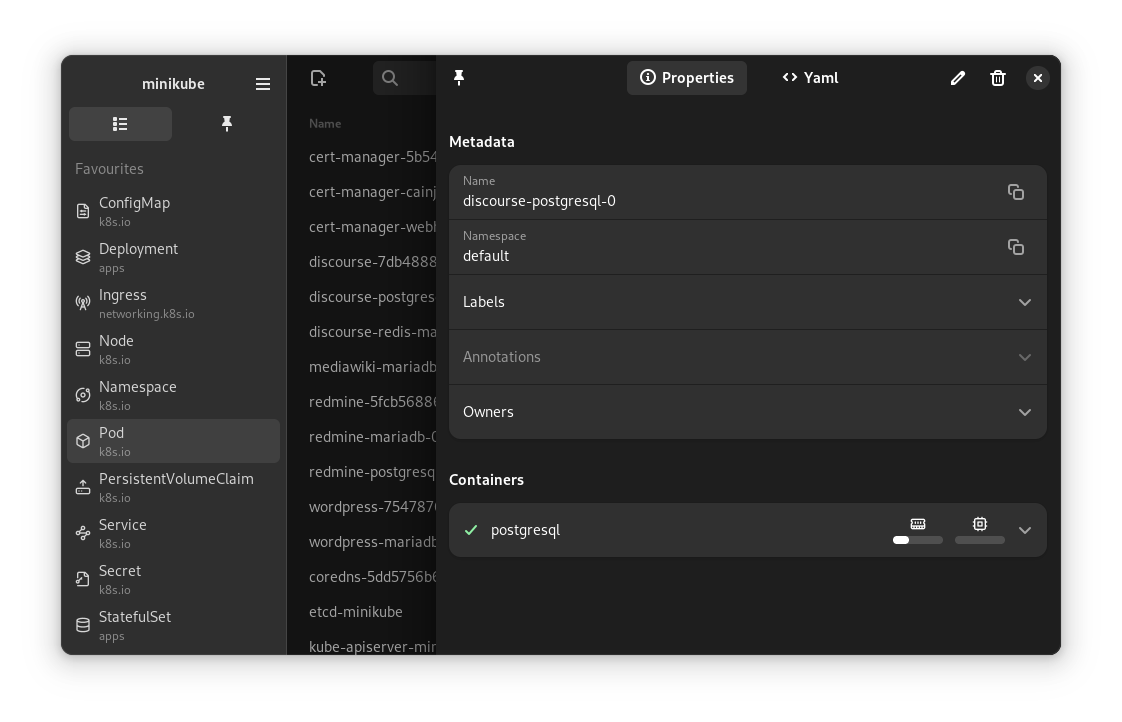 minikube
Favourites
ConfigMap
k8s.io
Deployment
apps
Ingress
networking.k8s.io
Node
k8s.io
Namespace
k8s.io
Pod
k8s.io
PersistentVolumeClaim
k8s.io
Service
k8s.io
Secret
k8s.io
StatefulSet
apps
Name
cert-manager-5b54
cert-manager-cainj
cert-manager-webh
discourse-7db4888
discourse-postgres
discourse-redis-ma
mediawiki-mariadb
redmine-5fcb56886
redmine-mariadb-0
redmine-postgresq
wordpress-7547876
wordpress-mariadb
coredns-5dd5756b6
etcd-minikube
kube-apiserver-min
Properties
Yaml
Metadata
Name
discourse-postgresql-0
Namespace
default
Labels
Annotations
Owners
Containers
postgresql